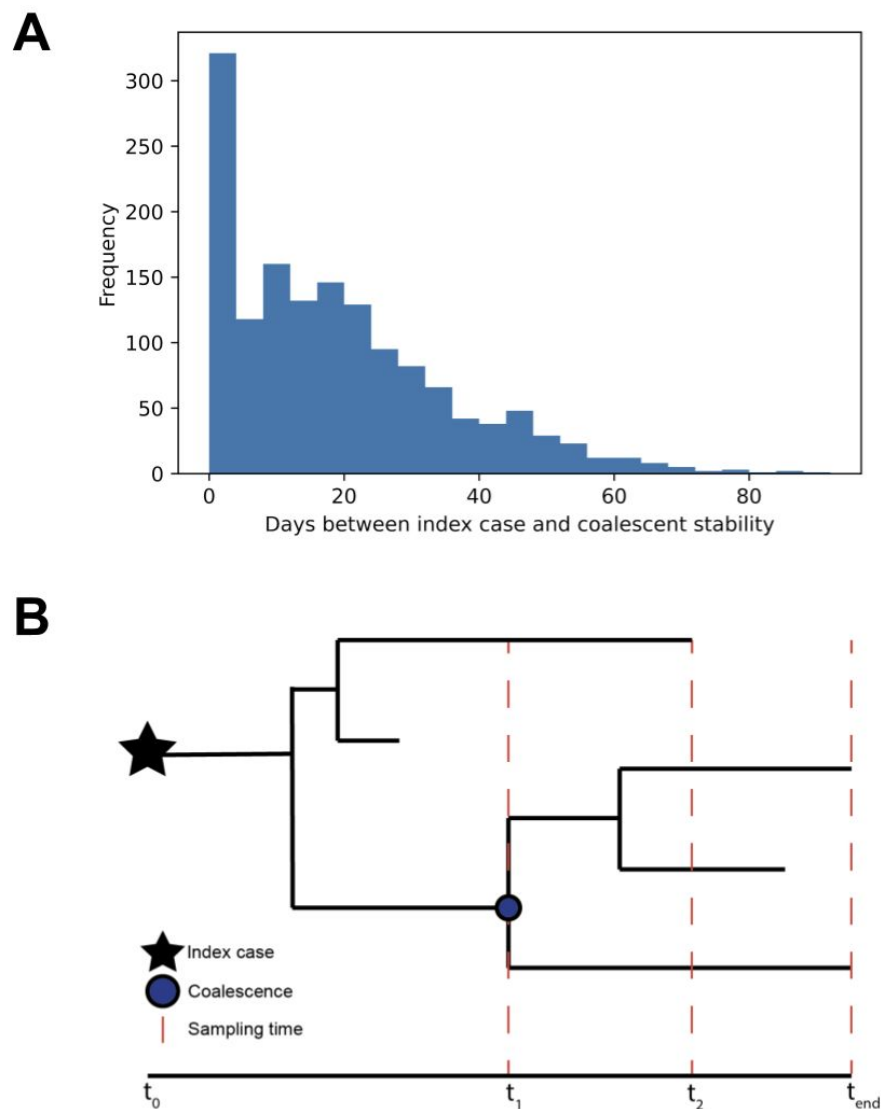 A
300
250
200
150
100
50
0
Frequency
0 20 40 60 80
Days between index case and coalescent stability
B
Index case
Coalescence
Sampling time
t0 t1 t2 tend